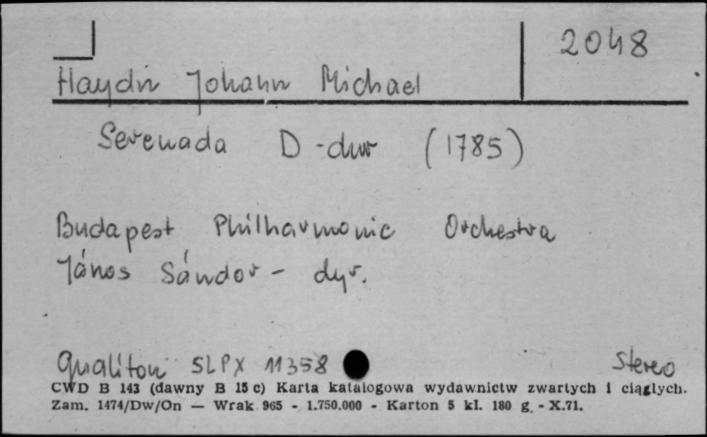 2048
Haydn Johann Michael
Serenada D-dur (1785)
Budapest Philharmonic Orchestra
János Sándor - dyr.
Qualiton SLPX 11358 Stereo
CWD B 143 (dawny B 15 c) Karta katalogowa wydawnictw zwartych i ciągłych.
Zam. 1474/Dw/On — Wrak 965 - 1.750.000 - Karton 5 kl. 180 g. - X.71.